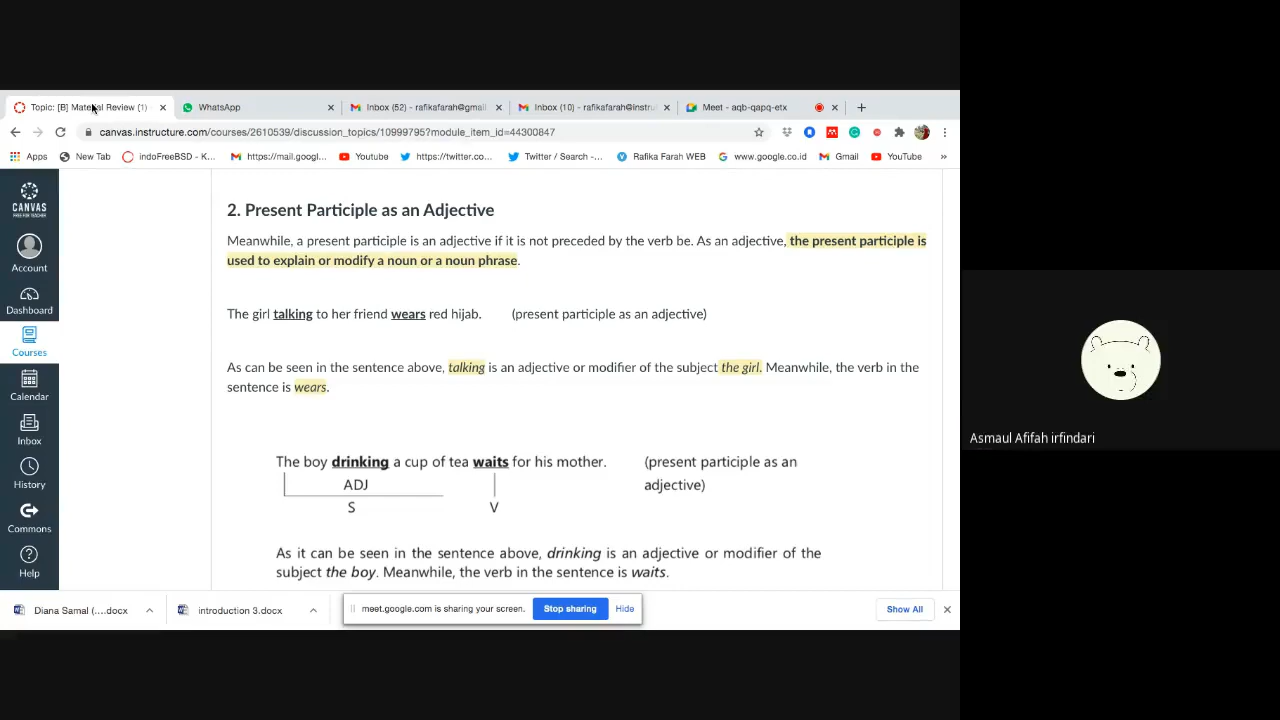 Topic: [B] Material Review (1)
WhatsApp
Inbox (52) - rafikafarah@gmail
Inbox (10) - rafikafarah@instru
Meet - aqb-qapq-etx
canvas.instructure.com/courses/2610539/discussion_topics/10999795?module_item_id=44300847
Apps
New Tab
indoFreeBSD - K...
https://mail.googl...
Youtube
https://twitter.co...
Twitter / Search -...
Rafika Farah WEB
www.google.co.id
Gmail
YouTube
»
CANVAS
FREE FOR TEACHER
Account
Dashboard
Courses
Calendar
Inbox
History
Commons
Help
2. Present Participle as an Adjective
Meanwhile, a present participle is an adjective if it is not preceded by the verb be. As an adjective, the present participle is
used to explain or modify a noun or a noun phrase.
The girl talking to her friend wears red hijab. (present participle as an adjective)
As can be seen in the sentence above, talking is an adjective or modifier of the subject the girl. Meanwhile, the verb in the
sentence is wears.
The boy drinking a cup of tea waits for his mother. (present participle as an
adjective)
ADJ
S V
As it can be seen in the sentence above, drinking is an adjective or modifier of the
subject the boy. Meanwhile, the verb in the sentence is waits.
Diana Samal (....docx
introduction 3.docx
meet.google.com is sharing your screen.
Stop sharing
Hide
Show All
Asmaul Afifah irfindari